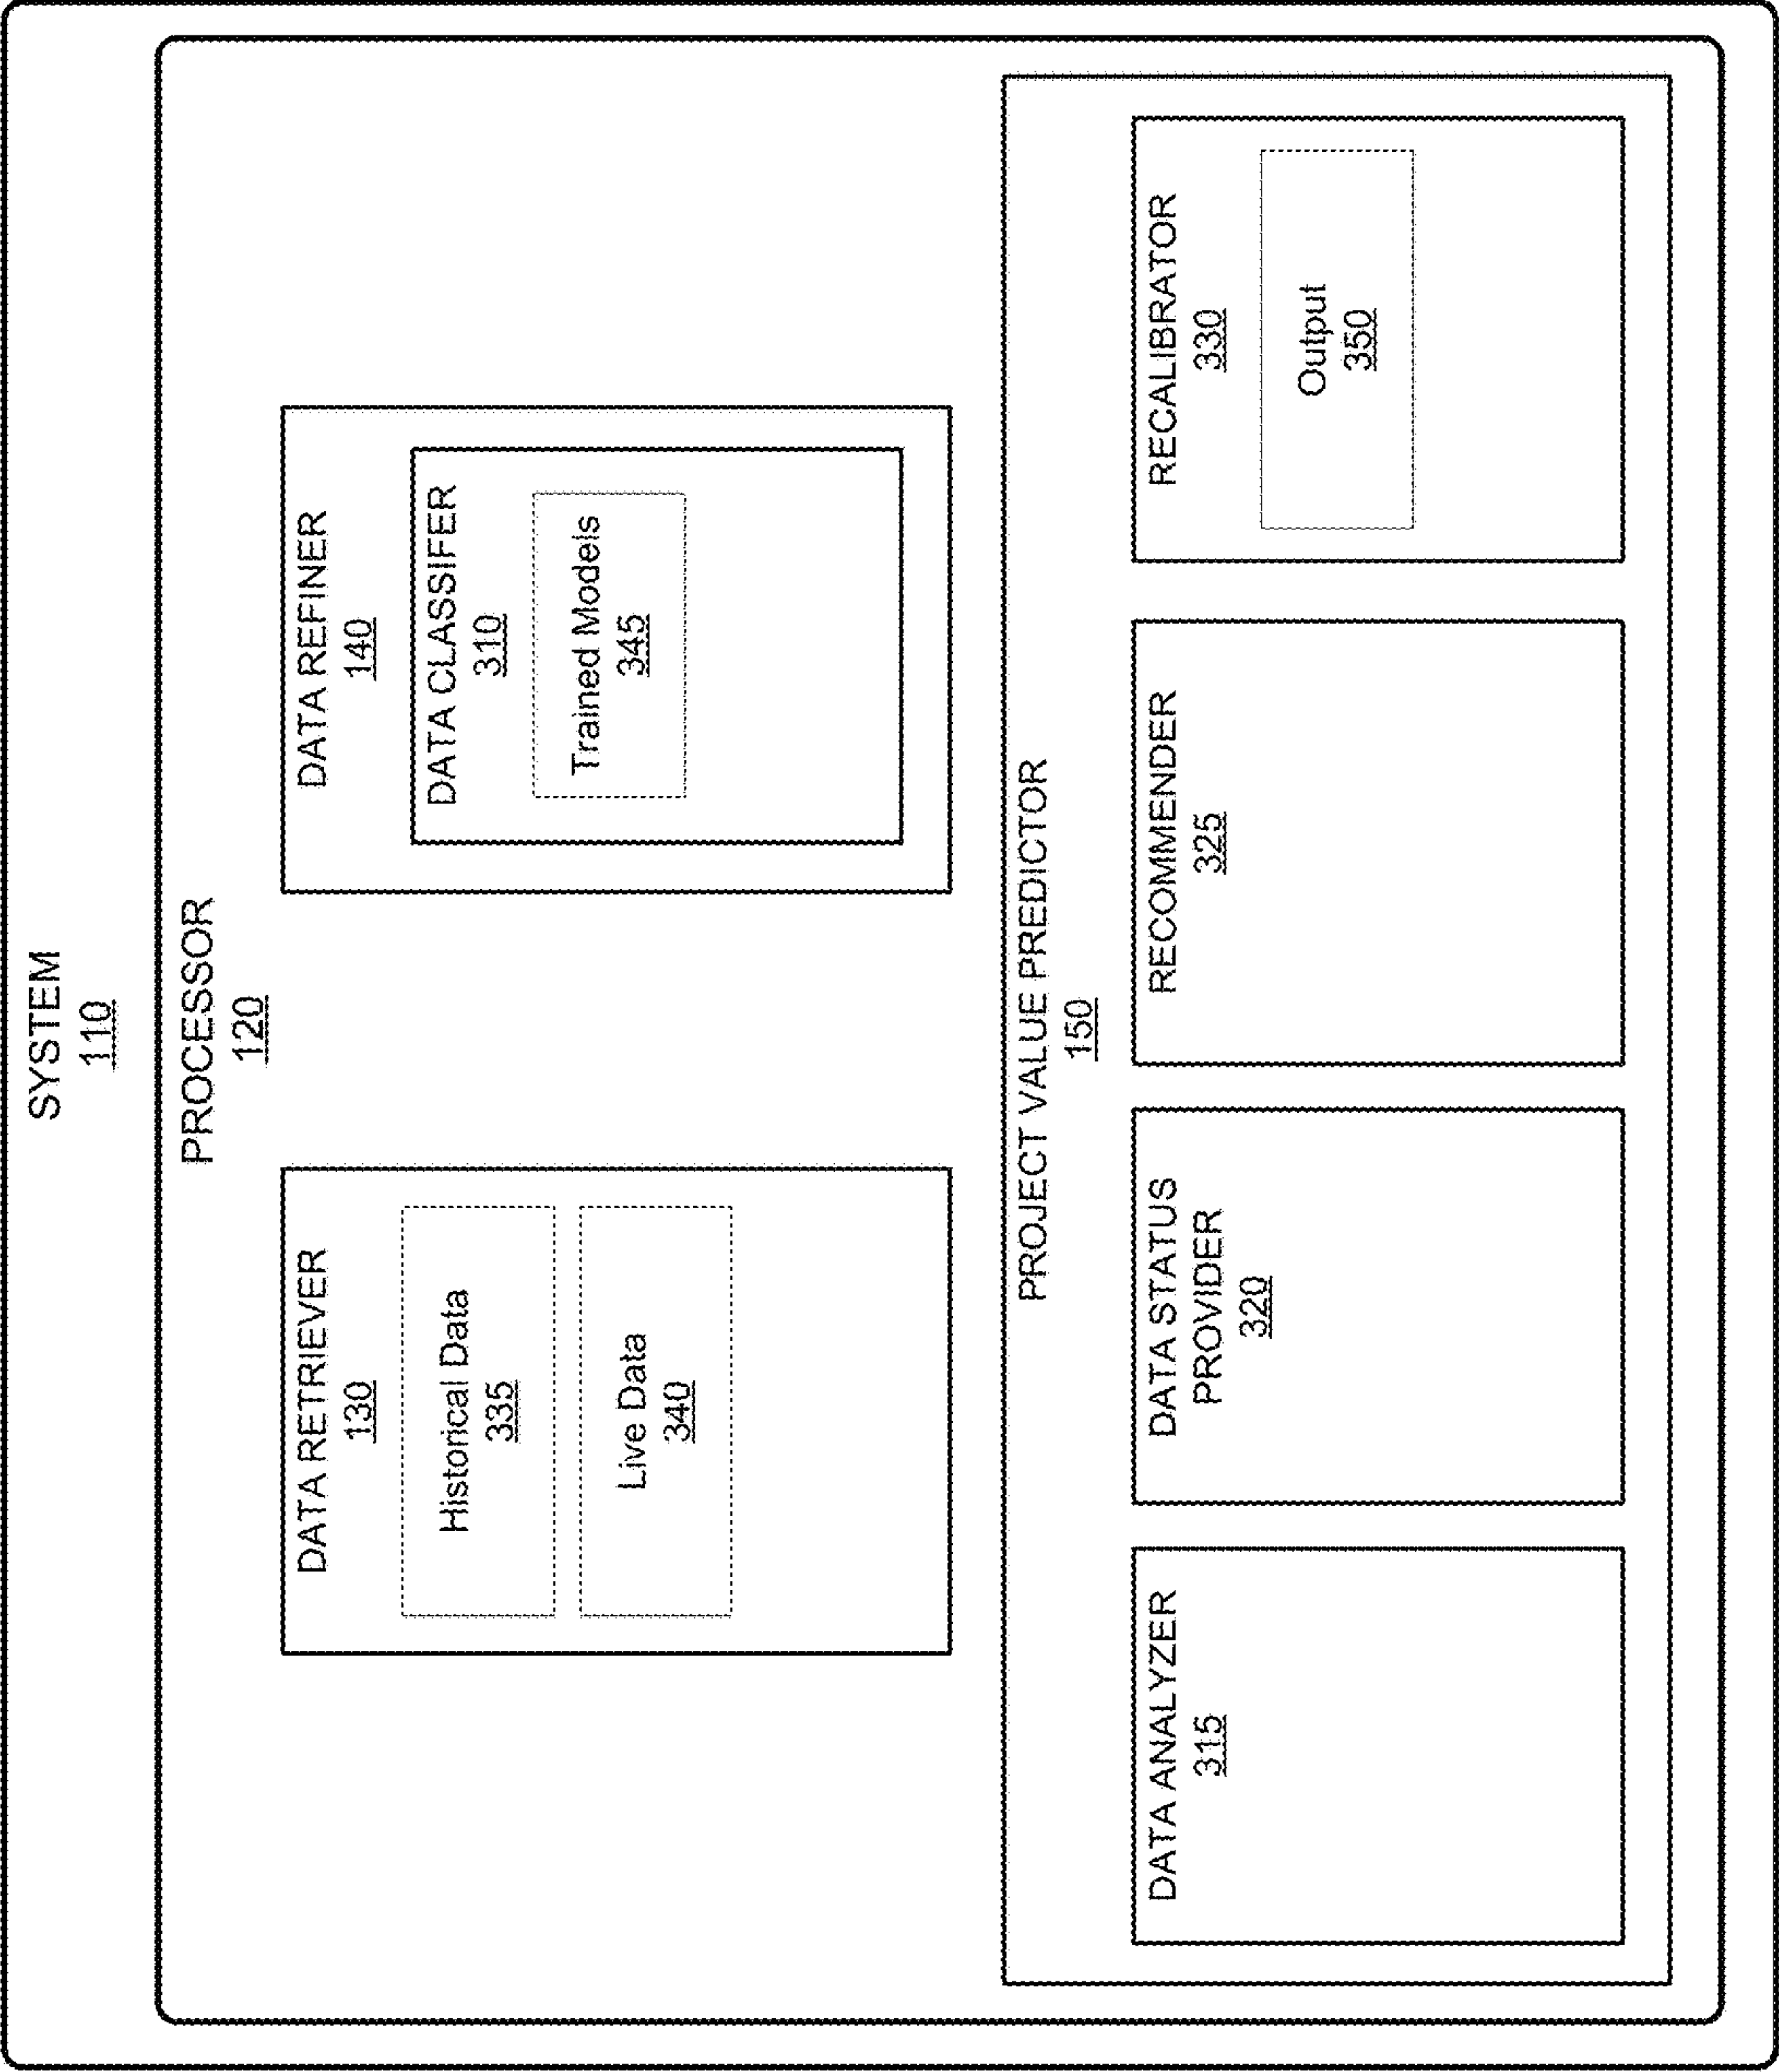 SYSTEM
110
PROCESSOR
120
DATA RETRIEVER
130
Historical Data
335
Live Data
340
DATA REFINER
140
DATA CLASSIFER
310
Trained Models
345
PROJECT VALUE PREDICTOR
150
DATA ANALYZER
315
DATA STATUS
PROVIDER
320
RECOMMENDER
325
RECALIBRATOR
330
Output
350